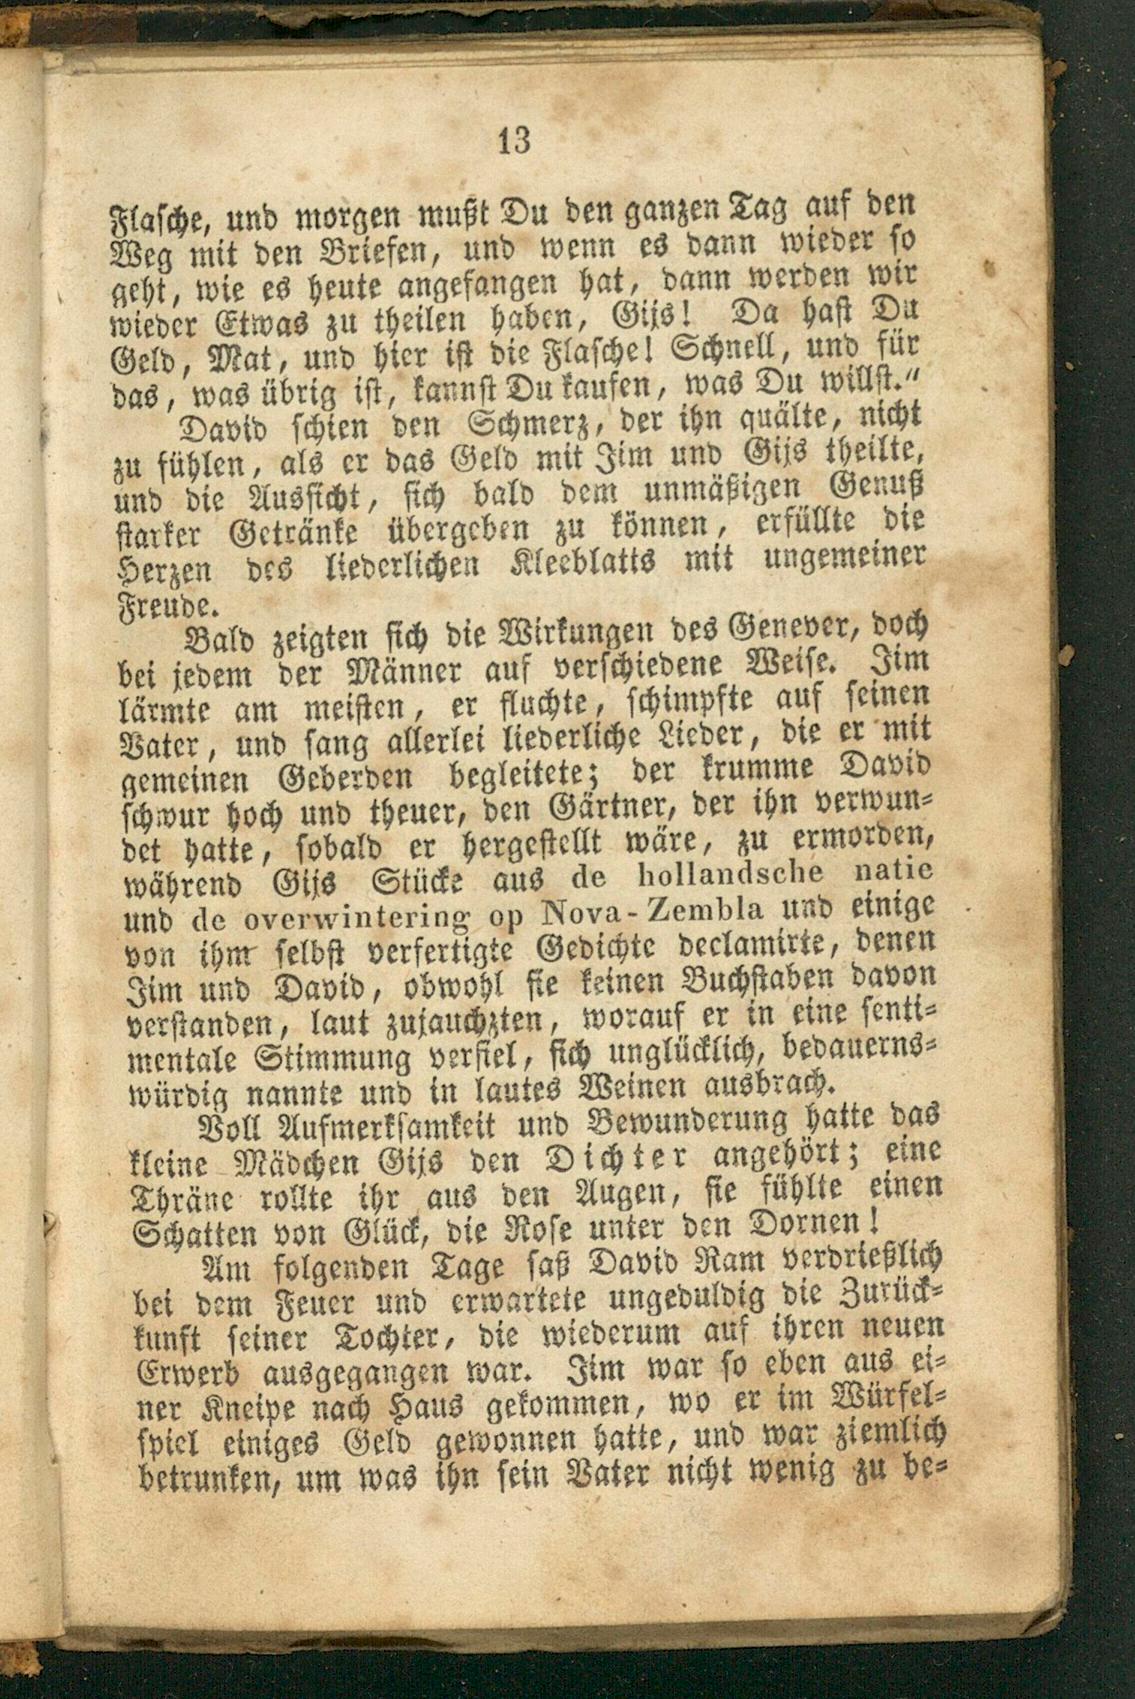 13
Flasche, und morgen mußt Du den ganzen Tag auf den
Weg mit den Briefen, und wenn es dann wieder so
geht, wie es heute angefangen hat, dann werden wir
wieder Etwas zu theilen haben, Gijs! Da hast Du
Geld, Mat, und hier ist die Flasche! Schnell, und für
das, was übrig ist, kannst Du kaufen, was Du willst."
David schien den Schmerz, der ihn quälte, nicht
zu fühlen, als er das Geld mit Jim und Gijs theilte,
und die Aussicht, sich bald dem unmäßigen Genuß
starker Getränke übergeben zu können, erfüllte die
Herzen des liederlichen Kleeblatts mit ungemeiner
Freude.
Bald zeigten sich die Wirkungen des Genever, doch
bei jedem der Männer auf verschiedene Weise. Jim
lärmte am meisten, er fluchte, schimpfte auf seinen
Vater, und sang allerlei liederliche Lieder, die er mit
gemeinen Geberden begleitete; der krumme David
schwur hoch und theuer, den Gärtner, der ihn verwun-
det hatte, sobald er hergestellt wäre, zu ermorden,
während Gijs Stücke aus de hollandsche natie
und de overwintering op Nova-Zembla und einige
von ihm selbst verfertigte Gedichte declamirte, denen
Jim und David, obwohl sie keinen Buchstaben davon
verstanden, laut zujauchzten, worauf er in eine senti-
mentale Stimmung verfiel, sich unglücklich, bedauerns-
würdig nannte und in lautes Weinen ausbrach.
Voll Aufmerksamkeit und Bewunderung hatte das
kleine Mädchen Gijs den Dichter angehört; eine
Thräne rollte ihr aus den Augen, sie fühlte einen
Schatten von Glück, die Rose unter den Dornen!
Am folgenden Tage saß David Ram verdrießlich
bei dem Feuer und erwartete ungeduldig die Zurück-
kunft seiner Tochter, die wiederum auf ihren neuen
Erwerb ausgegangen war. Jim war so eben aus ei-
ner Kneipe nach Haus gekommen, wo er im Würfel-
spiel einiges Geld gewonnen hatte, und war ziemlich
betrunken, um was ihn sein Vater nicht wenig zu be-